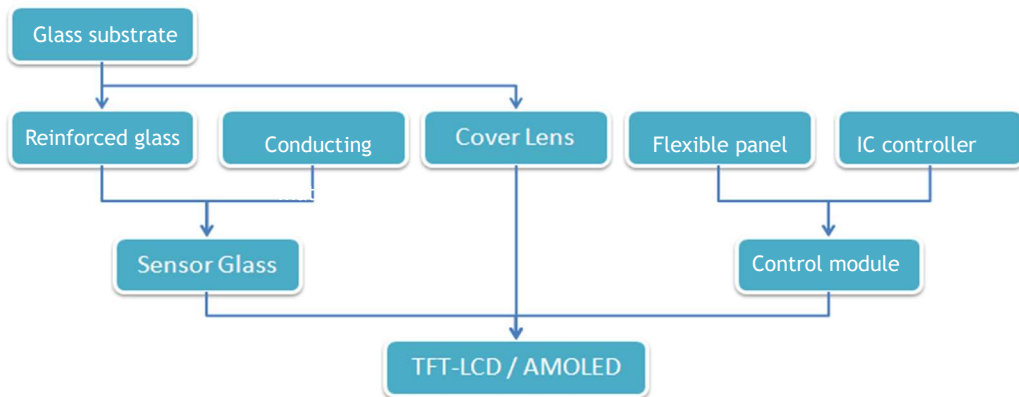 Glass substrate
Reinforced glass
Conducting
Cover Lens
Flexible panel
IC controller
Sensor Glass
Control module
TFT-LCD / AMOLED